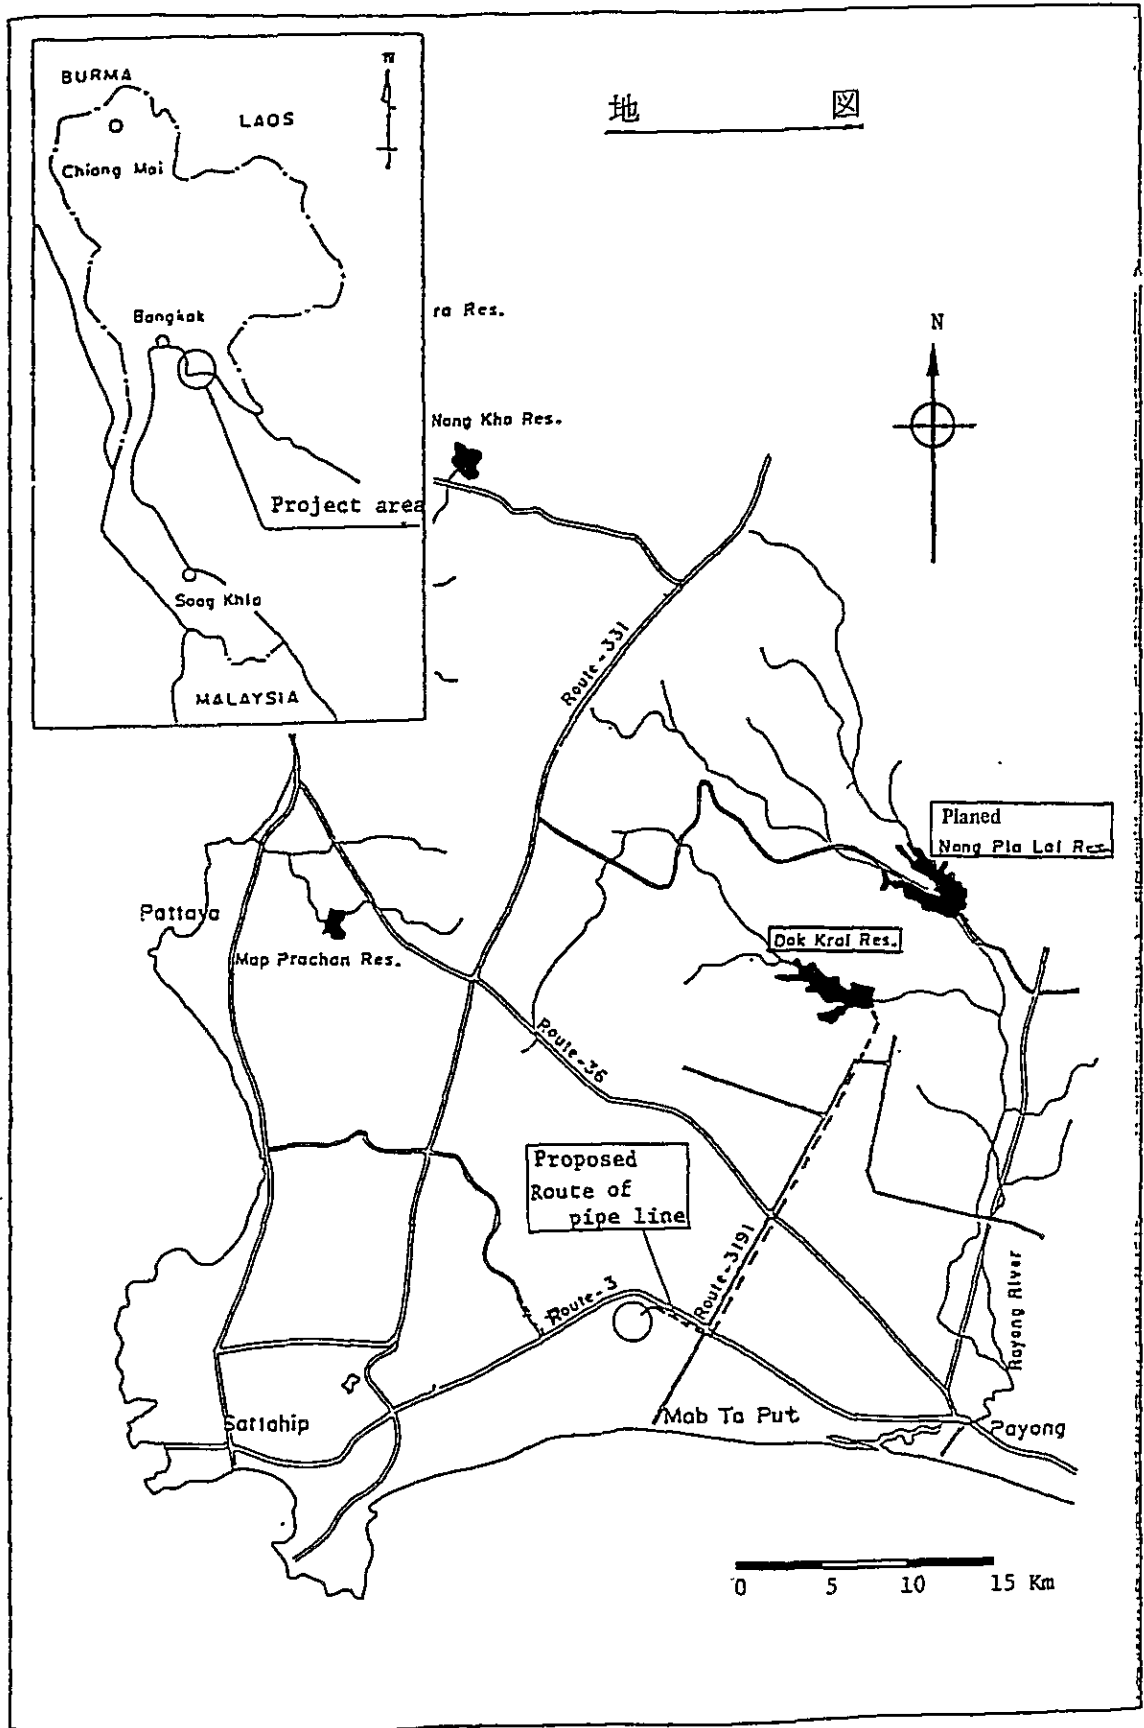 地 図
BURMA
N
LAOS
Chiang Mai
Bangkok
Project area
Soog Khla
MALAYSIA
ra Res.
Nong Kho Res.
N
Route-331
Planed
Nong Pla Lai Res.
Pattaya
Map Prachan Res.
Dok Krai Res.
Route-36
Proposed
Route of
pipe line
Route-3191
Route-3
Rayong River
Sattahip
Mab Ta Put
Rayong
0 5 10 15 Km